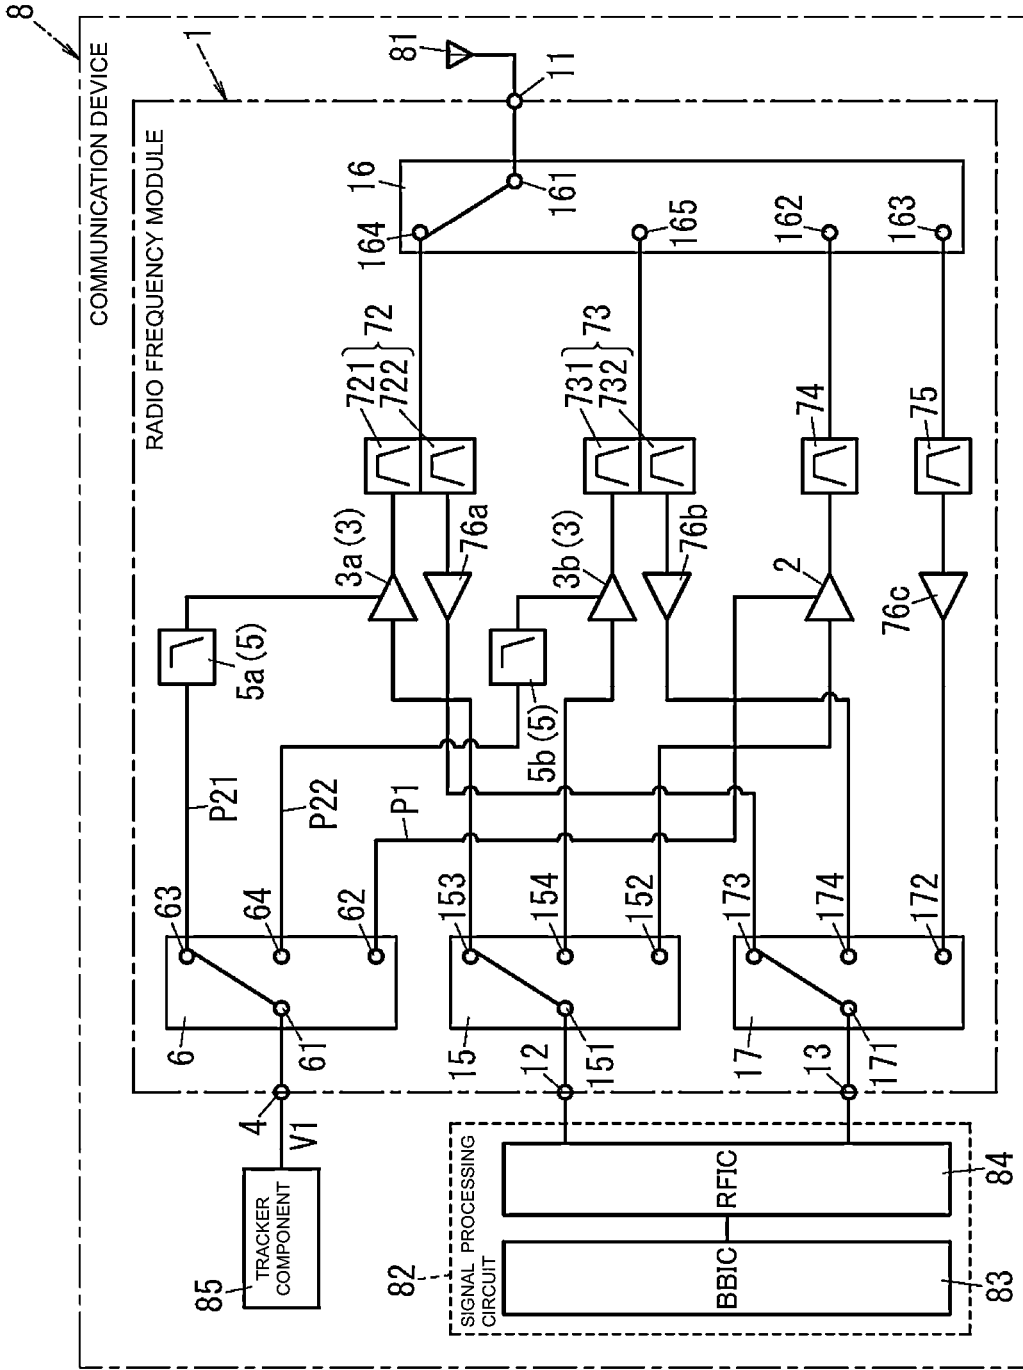 8
COMMUNICATION DEVICE
1
RADIO FREQUENCY MODULE
81
11
16
161
164
165
162
163
721
722
72
731
732
73
74
75
3a(3)
76a
3b(3)
76b
2
76c
5a(5)
5b(5)
P21
P22
P1
63
64
62
153
154
152
173
174
172
6
61
15
151
17
171
4
V1
12
13
85
TRACKER
COMPONENT
82
SIGNAL PROCESSING
CIRCUIT
RFIC
84
BBIC
83